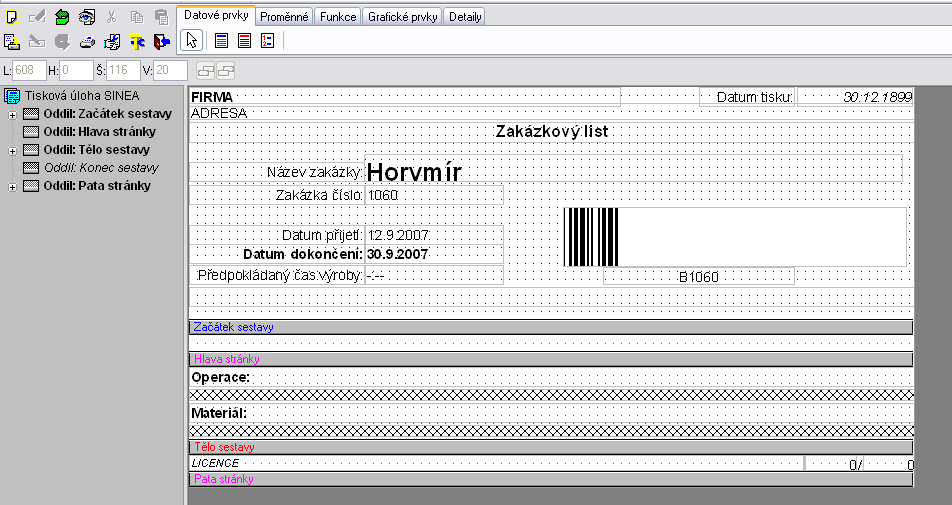 Datové prvky Proměnné Funkce Grafické prvky Detaily
L: 608 H: 0 Š: 116 V: 20
Tisková úloha SINEA
Oddíl: Začátek sestavy
Oddíl: Hlava stránky
Oddíl: Tělo sestavy
Oddíl: Konec sestavy
Oddíl: Pata stránky
FIRMA Datum tisku: 30.12.1899
ADRESA
Zakázkový list
Název zakázky: Horvmír
Zakázka číslo: 1060
Datum přijetí: 12.9.2007
Datum dokončení: 30.9.2007
Předpokládaný čas výroby: -:--
B1060
Začátek sestavy
Hlava stránky
Operace:
Materiál:
Tělo sestavy
LICENCE 0/ 0
Pata stránky